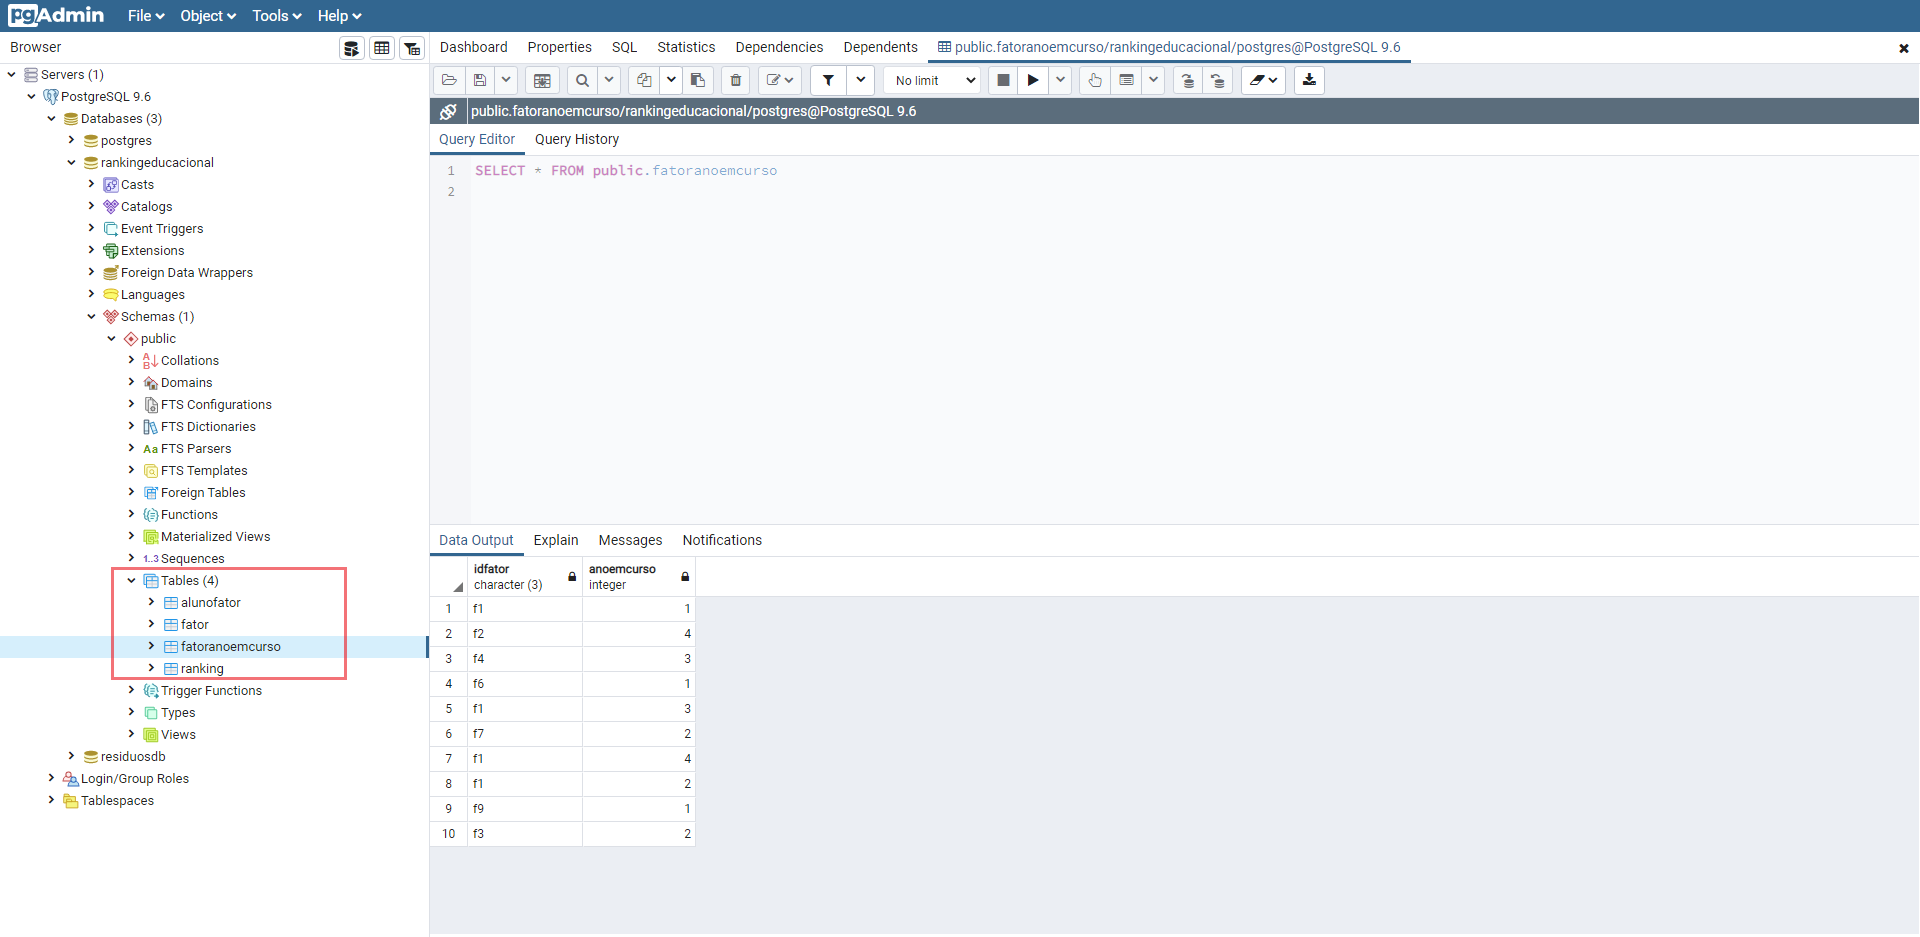 pgAdmin File Object Tools Help
Browser
Dashboard Properties SQL Statistics Dependencies Dependents public.fatoranoemcurso/rankingeducacional/postgres@PostgreSQL 9.6
Servers (1)
PostgreSQL 9.6
Databases (3)
postgres
rankingeducacional
Casts
Catalogs
Event Triggers
Extensions
Foreign Data Wrappers
Languages
Schemas (1)
public
Collations
Domains
FTS Configurations
FTS Dictionaries
Aa FTS Parsers
FTS Templates
Foreign Tables
Functions
Materialized Views
1..3 Sequences
Tables (4)
alunofator
fator
fatoranoemcurso
ranking
Trigger Functions
Types
Views
residuosdb
Login/Group Roles
Tablespaces
No limit
public.fatoranoemcurso/rankingeducacional/postgres@PostgreSQL 9.6
Query Editor Query History
1 SELECT * FROM public.fatoranoemcurso
2
Data Output Explain Messages Notifications
idfator anoemcurso
character (3) integer
1 f1 1
2 f2 4
3 f4 3
4 f6 1
5 f1 3
6 f7 2
7 f1 4
8 f1 2
9 f9 1
10 f3 2